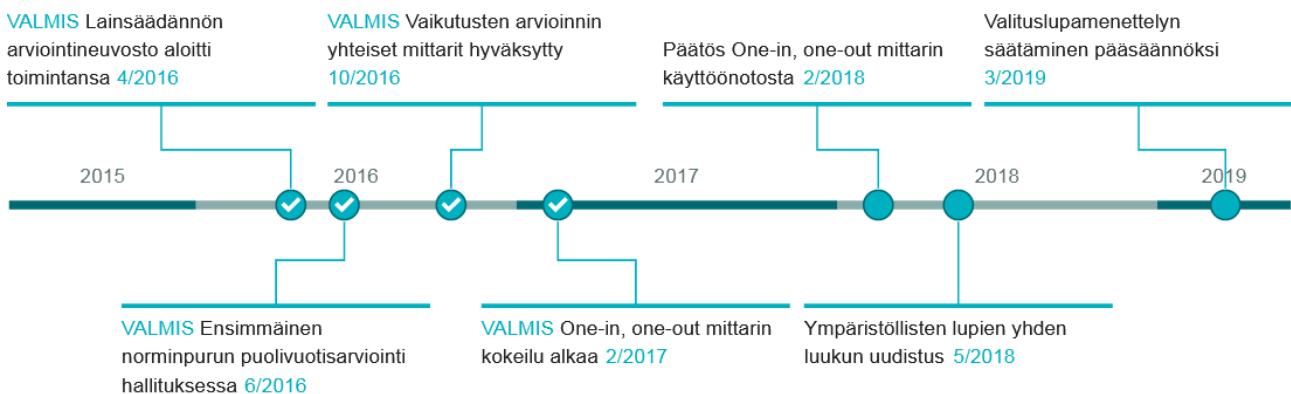 VALMIS Lainsäädännön
arviointineuvosto aloitti
toimintansa 4/2016
VALMIS Vaikutusten arvioinnin
yhteiset mittarit hyväksytty
10/2016
Päätös One-in, one-out mittarin
käyttöönotosta 2/2018
Valituslupamenettelyn
säätäminen pääsäännöksi
3/2019
2015
2016
2017
2018
2019
VALMIS Ensimmäinen
norminpurun puolivuotisarviointi
hallituksessa 6/2016
VALMIS One-in, one-out mittarin
kokeilu alkaa 2/2017
Ympäristöllisten lupien yhden
luukun uudistus 5/2018